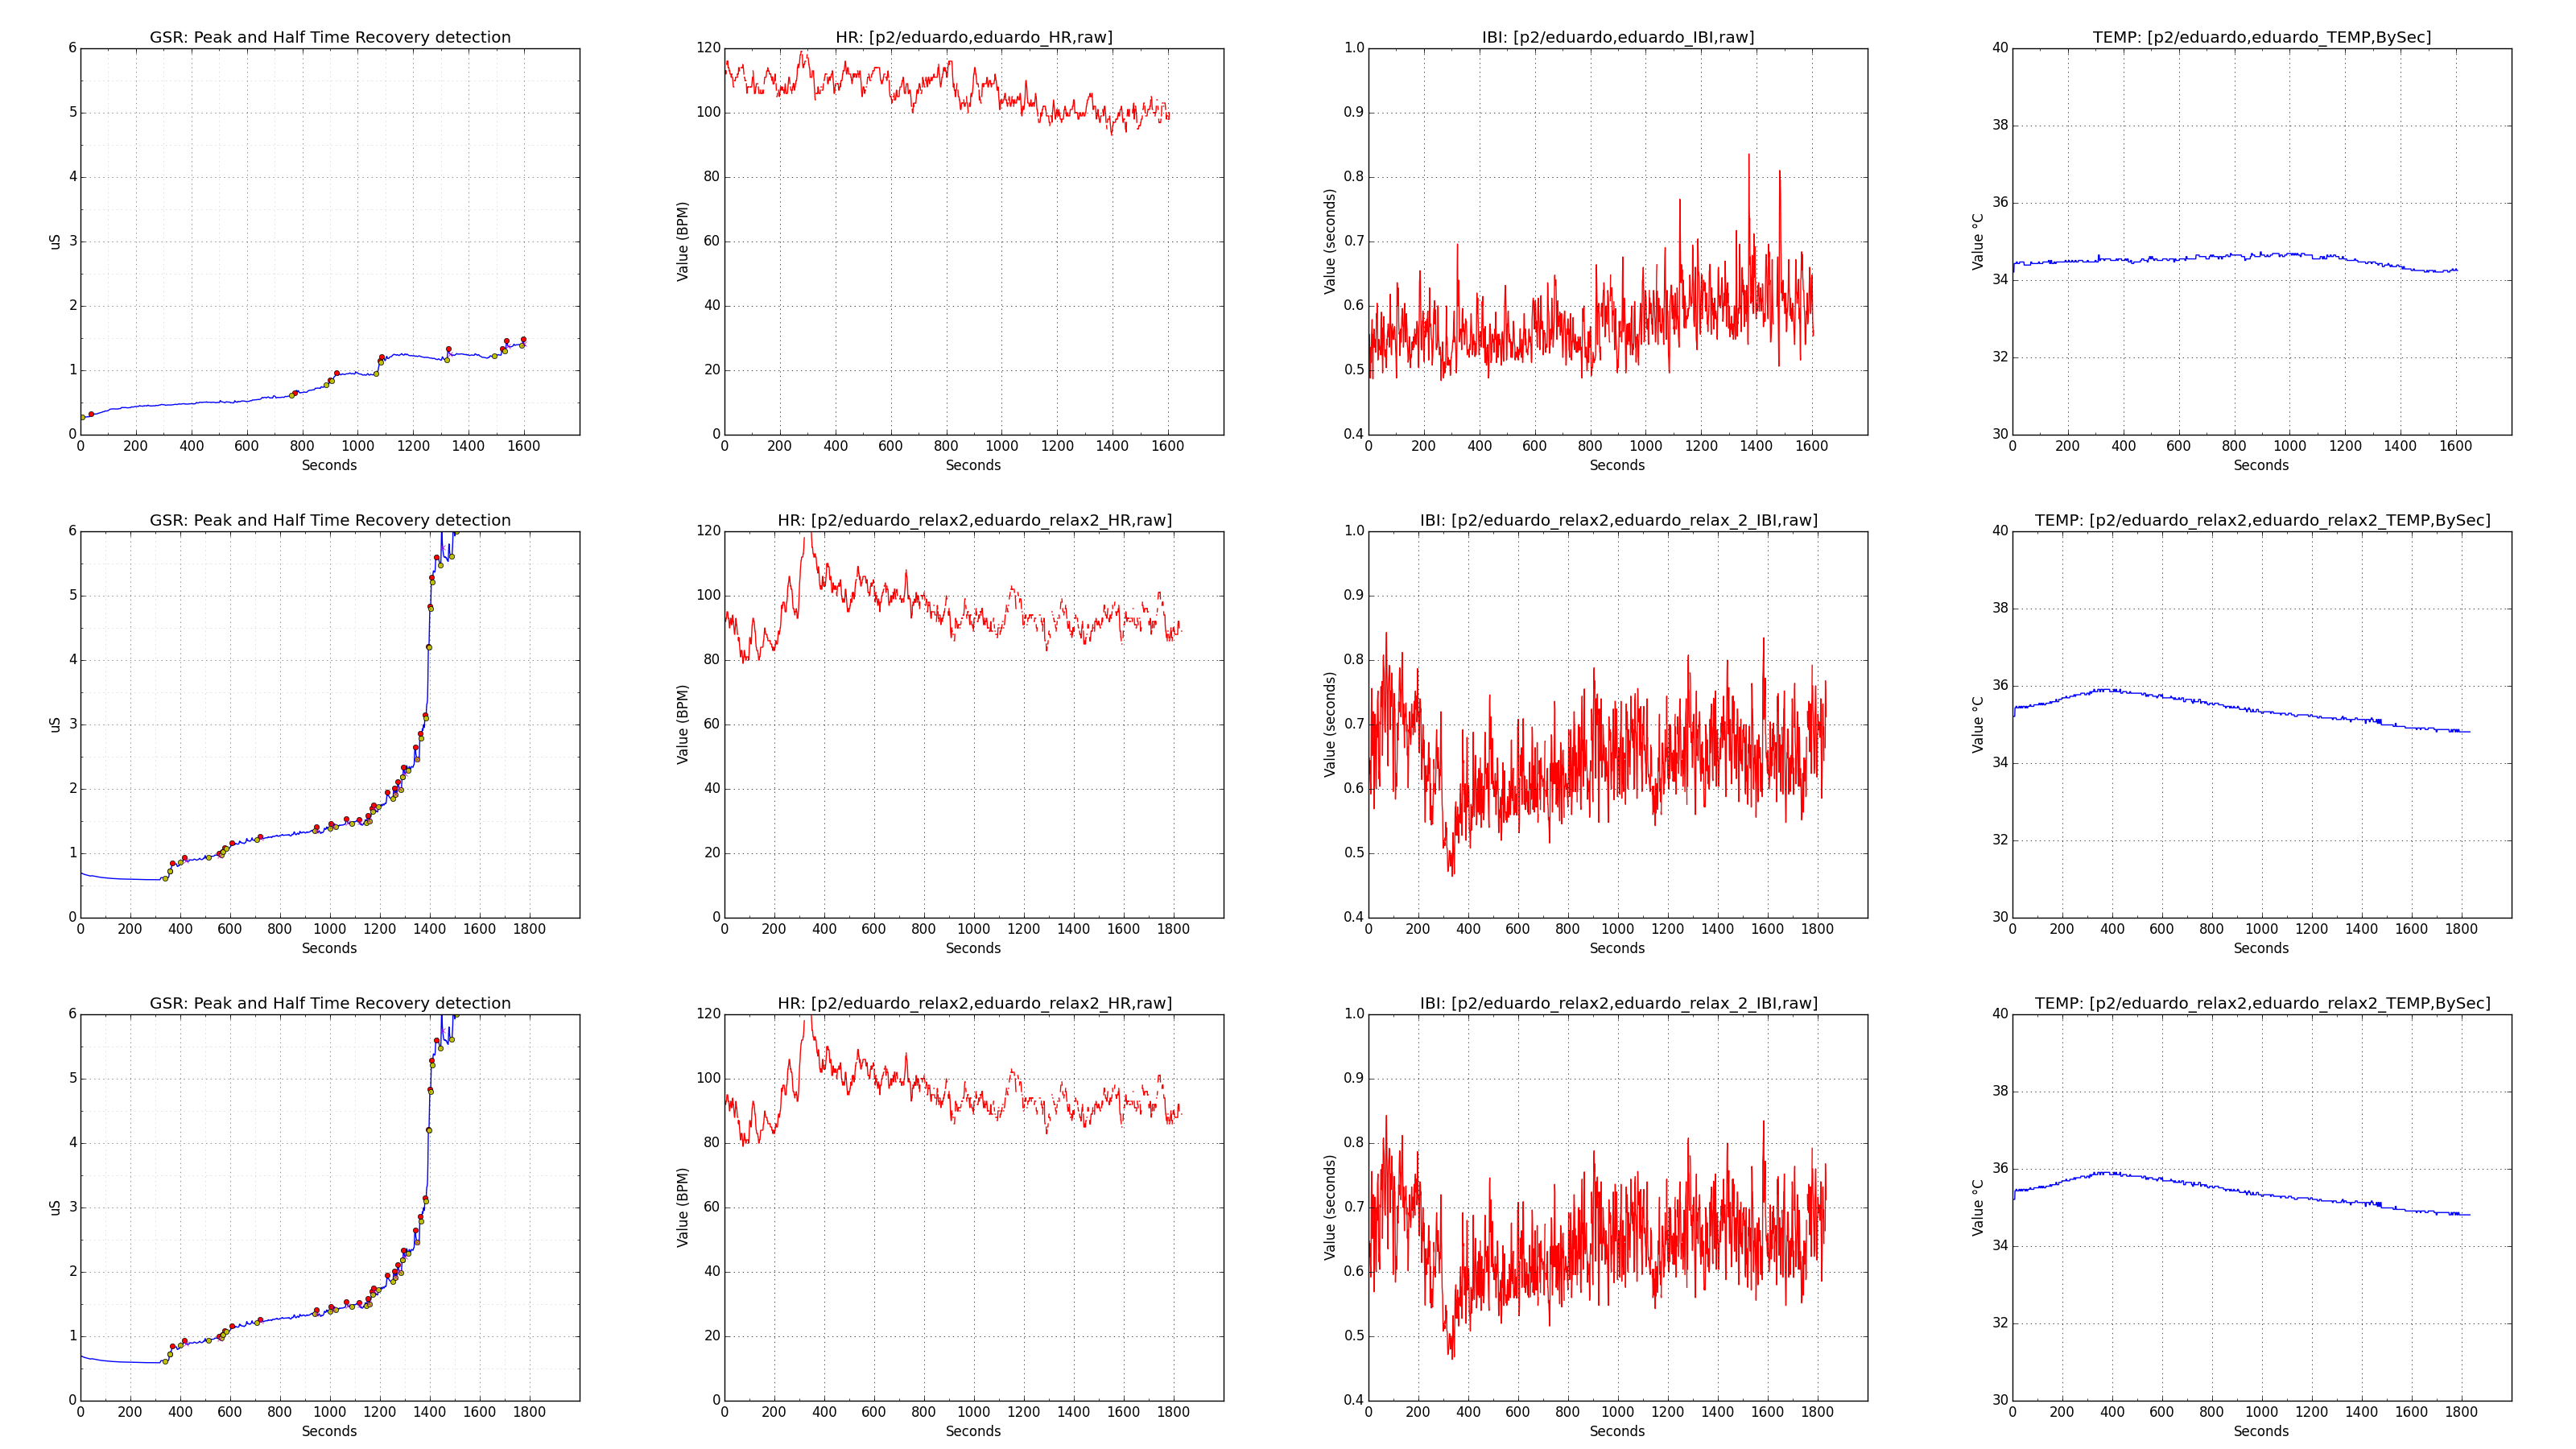 GSR: Peak and Half Time Recovery detection
6
5
4
3
2
1
0
uS
0 200 400 600 800 1000 1200 1400 1600
Seconds
HR: [p2/eduardo,eduardo_HR,raw]
120
100
80
60
40
20
0
Value (BPM)
0 200 400 600 800 1000 1200 1400 1600
Seconds
IBI: [p2/eduardo,eduardo_IBI,raw]
1.0
0.9
0.8
0.7
0.6
0.5
0.4
Value (seconds)
0 200 400 600 800 1000 1200 1400 1600
Seconds
TEMP: [p2/eduardo,eduardo_TEMP,BySec]
40
38
36
34
32
30
Value °C
0 200 400 600 800 1000 1200 1400 1600
Seconds
GSR: Peak and Half Time Recovery detection
6
5
4
3
2
1
0
uS
0 200 400 600 800 1000 1200 1400 1600 1800
Seconds
HR: [p2/eduardo_relax2,eduardo_relax2_HR,raw]
120
100
80
60
40
20
0
Value (BPM)
0 200 400 600 800 1000 1200 1400 1600 1800
Seconds
IBI: [p2/eduardo_relax2,eduardo_relax_2_IBI,raw]
1.0
0.9
0.8
0.7
0.6
0.5
0.4
Value (seconds)
0 200 400 600 800 1000 1200 1400 1600 1800
Seconds
TEMP: [p2/eduardo_relax2,eduardo_relax2_TEMP,BySec]
40
38
36
34
32
30
Value °C
0 200 400 600 800 1000 1200 1400 1600 1800
Seconds
GSR: Peak and Half Time Recovery detection
6
5
4
3
2
1
0
uS
0 200 400 600 800 1000 1200 1400 1600 1800
Seconds
HR: [p2/eduardo_relax2,eduardo_relax2_HR,raw]
120
100
80
60
40
20
0
Value (BPM)
0 200 400 600 800 1000 1200 1400 1600 1800
Seconds
IBI: [p2/eduardo_relax2,eduardo_relax_2_IBI,raw]
1.0
0.9
0.8
0.7
0.6
0.5
0.4
Value (seconds)
0 200 400 600 800 1000 1200 1400 1600 1800
Seconds
TEMP: [p2/eduardo_relax2,eduardo_relax2_TEMP,BySec]
40
38
36
34
32
30
Value °C
0 200 400 600 800 1000 1200 1400 1600 1800
Seconds